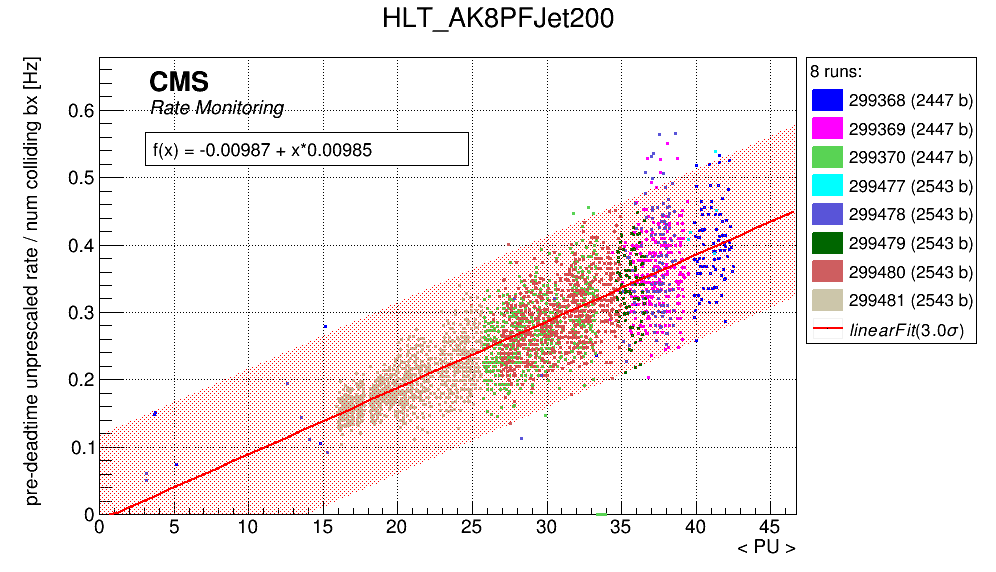 HLT_AK8PFJet200
pre-deadtime unprescaled rate / num colliding bx [Hz]
CMS
Rate Monitoring
f(x) = -0.00987 + x*0.00985
0.6
0.5
0.4
0.3
0.2
0.1
0
0 5 10 15 20 25 30 35 40 45
< PU >
8 runs:
299368 (2447 b)
299369 (2447 b)
299370 (2447 b)
299477 (2543 b)
299478 (2543 b)
299479 (2543 b)
299480 (2543 b)
299481 (2543 b)
linearFit(3.0σ)